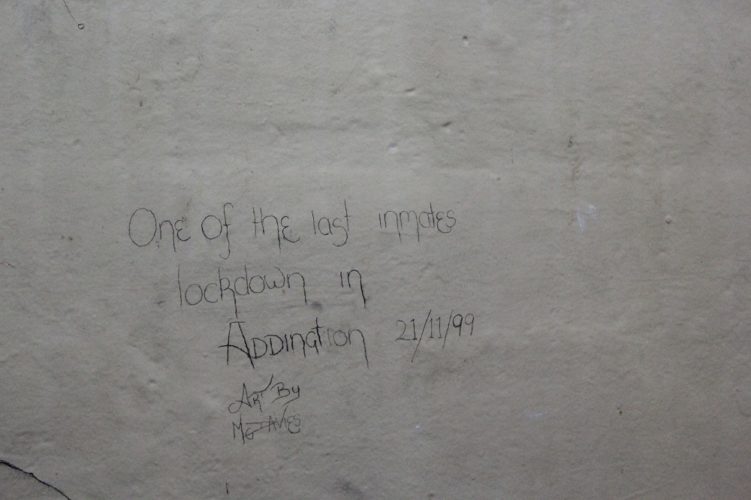 One of the last inmates
lockdown in
Addington 21/11/99
Art By